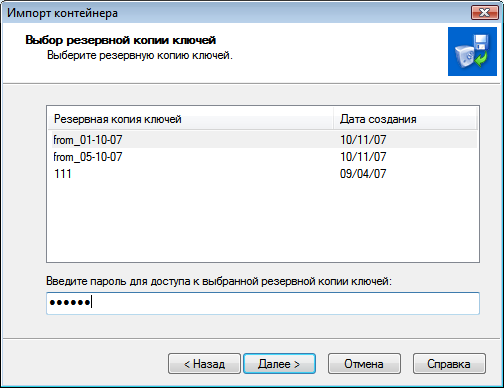 Импорт контейнера
Выбор резервной копии ключей
Выберите резервную копию ключей.
Резервная копия ключей Дата создания
from_01-10-07 10/11/07
from_05-10-07 10/11/07
111 09/04/07
Введите пароль для доступа к выбранной резервной копии ключей:
••••••
< Назад Далее > Отмена Справка